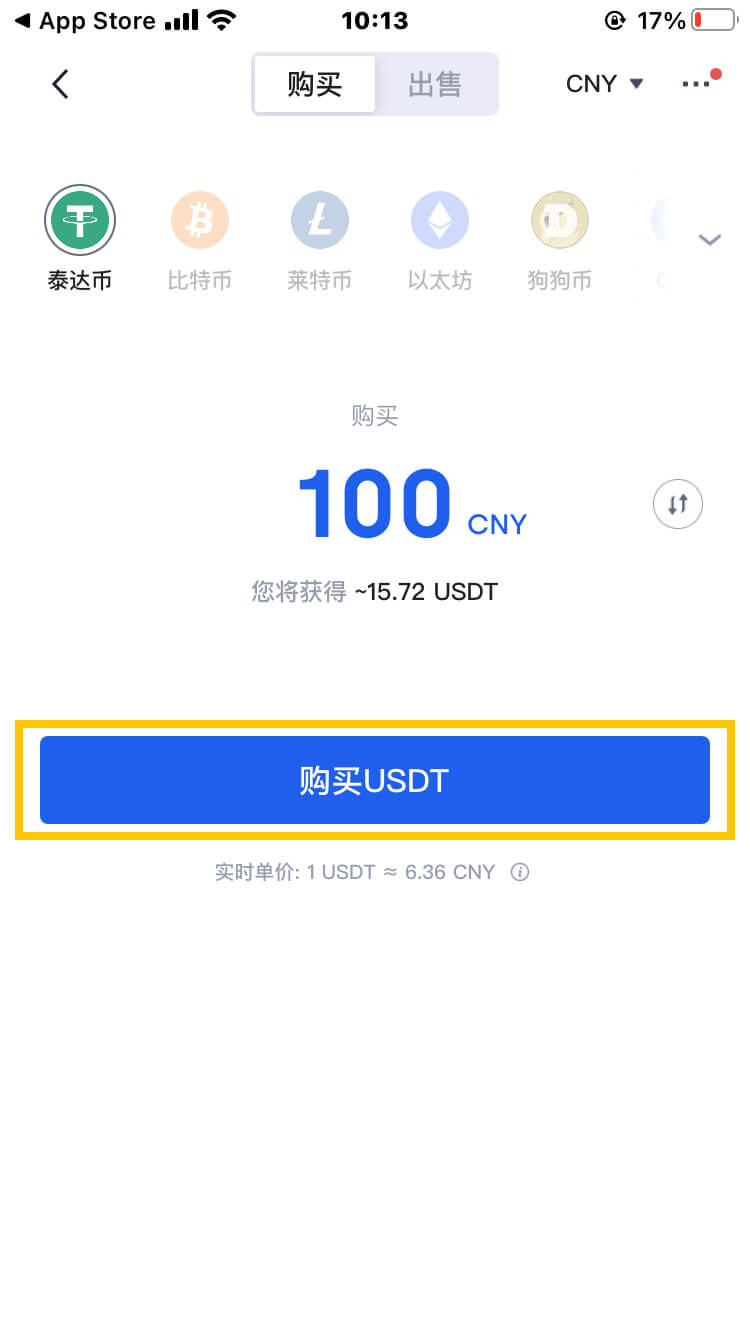 App Store 10:13 17%
购买 出售 CNY
泰达币 比特币 莱特币 以太坊 狗狗币
购买
100 CNY
您将获得 ~15.72 USDT
购买USDT
实时单价: 1 USDT ≈ 6.36 CNY